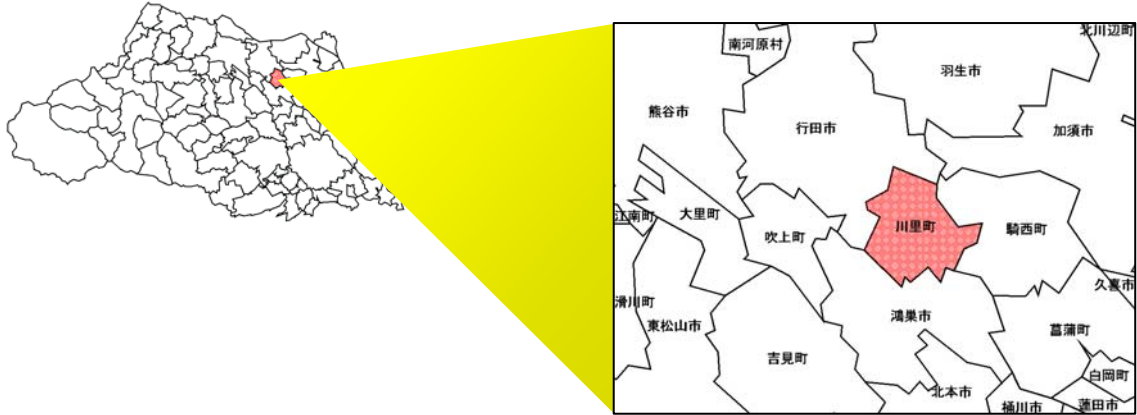 南河原村
北川辺町
羽生市
熊谷市
行田市
加須市
江南町
大里町
吹上町
川里町
騎西町
滑川町
東松山市
鴻巣市
久喜市
菖蒲町
吉見町
白岡町
北本市
桶川市
蓮田市